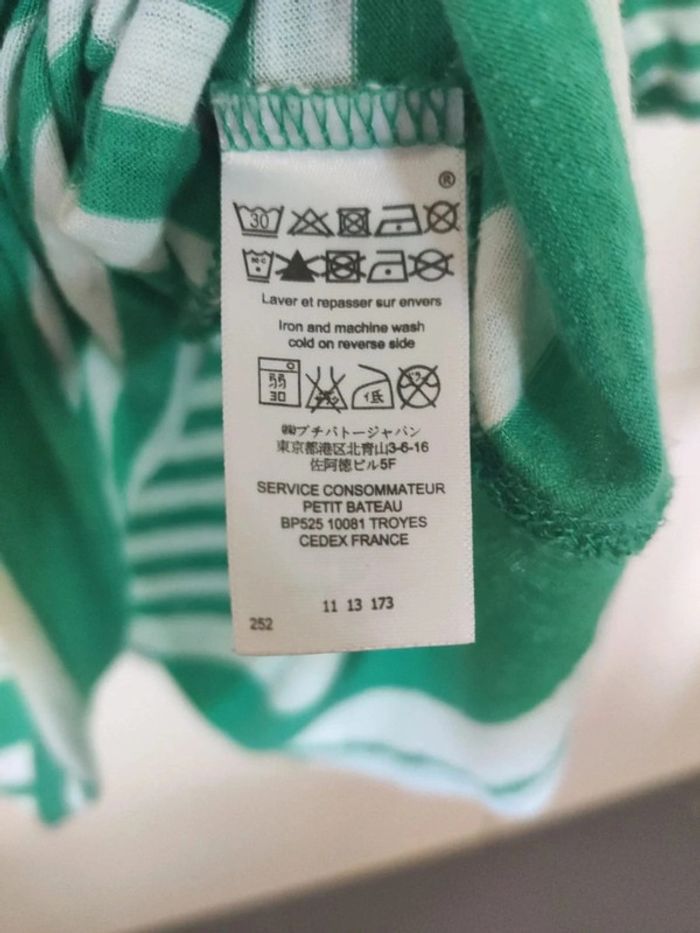 ®
30
Laver et repasser sur envers
Iron and machine wash
cold on reverse side
30
低
㈱プチバトージャパン
東京都港区北青山3-6-16
佐阿徳ビル5F
SERVICE CONSOMMATEUR
PETIT BATEAU
BP525 10081 TROYES
CEDEX FRANCE
11 13 173
252